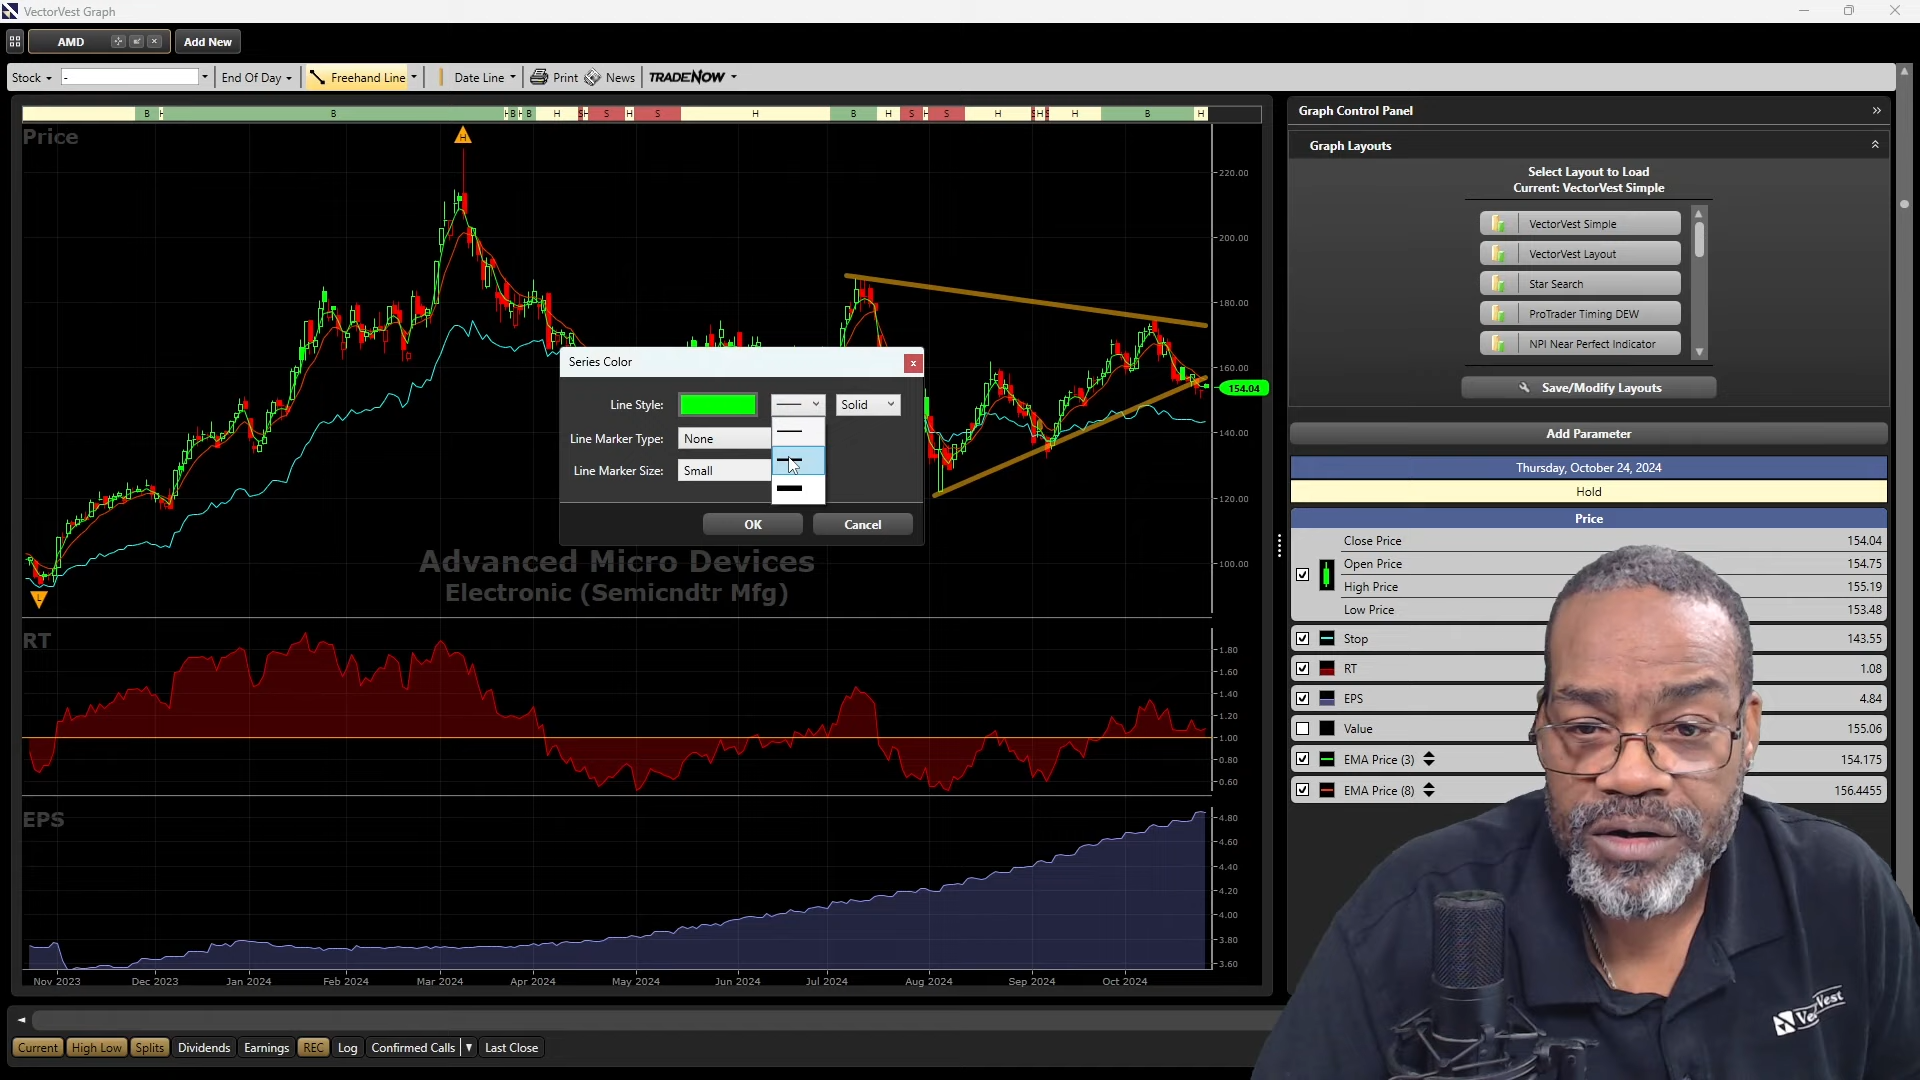 VectorVest Graph
AMD
Add New
Stock
-
End Of Day
Freehand Line
Date Line
Print
News
TRADENOW
B H B H B H B H S H S H S H B H S H S H S H S H B H
Price
H
220.00
200.00
180.00
160.00
154.04
140.00
120.00
100.00
L
Series Color
x
Line Style:
Solid
Line Marker Type:
None
Line Marker Size:
Small
OK
Cancel
Advanced Micro Devices
Electronic (Semicndtr Mfg)
RT
1.80
1.60
1.40
1.20
1.00
0.80
0.60
EPS
4.80
4.60
4.40
4.20
4.00
3.80
3.60
Nov 2023 Dec 2023 Jan 2024 Feb 2024 Mar 2024 Apr 2024 May 2024 Jun 2024 Jul 2024 Aug 2024 Sep 2024 Oct 2024
Current High Low Splits Dividends Earnings REC Log Confirmed Calls Last Close
Graph Control Panel
Graph Layouts
Select Layout to Load
Current: VectorVest Simple
VectorVest Simple
VectorVest Layout
Star Search
ProTrader Timing DEW
NPI Near Perfect Indicator
Save/Modify Layouts
Add Parameter
Thursday, October 24, 2024
Hold
Price
Close Price 154.04
Open Price 154.75
High Price 155.19
Low Price 153.48
Stop 143.55
RT 1.08
EPS 4.84
Value 155.06
EMA Price (3) 154.175
EMA Price (8) 156.4455
VectorVest